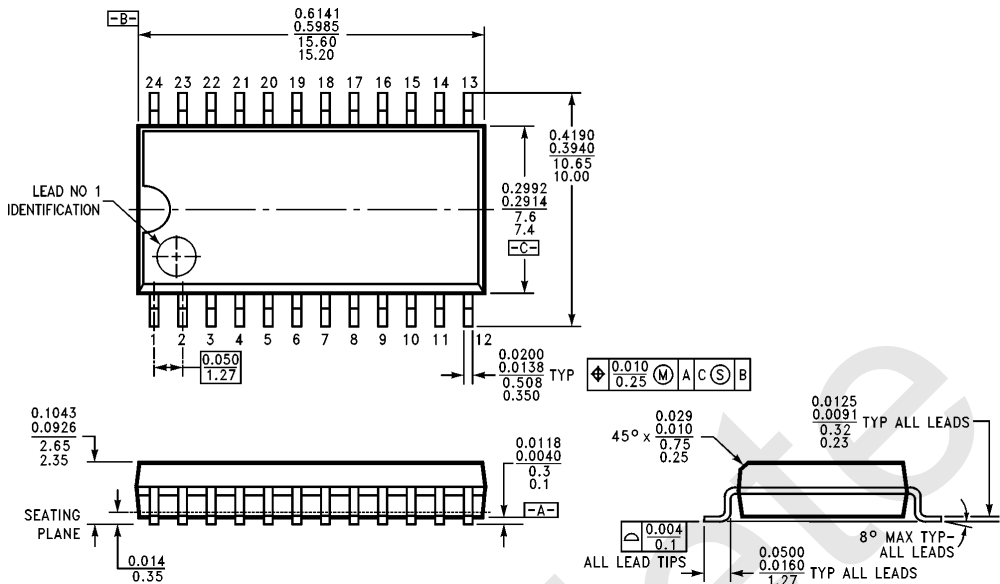 -B-
0.6141
0.5985
15.60
15.20
24 23 22 21 20 19 18 17 16 15 14 13
0.4190
0.3940
10.65
10.00
LEAD NO 1
IDENTIFICATION
0.2992
0.2914
7.6
7.4
-C-
1 2 3 4 5 6 7 8 9 10 11 12
0.050
1.27
0.0200
0.0138
0.508
0.350
TYP
⌖ 0.010 0.25 Ⓜ A C Ⓢ B
0.1043
0.0926
2.65
2.35
0.0118
0.0040
0.3
0.1
-A-
SEATING
PLANE
0.014
0.35
45° x
0.029
0.010
0.75
0.25
0.0125
0.0091
0.32
0.23
TYP ALL LEADS
0.004
0.1
ALL LEAD TIPS
8° MAX TYP-
ALL LEADS
0.0500
0.0160
1.27
TYP ALL LEADS
ete